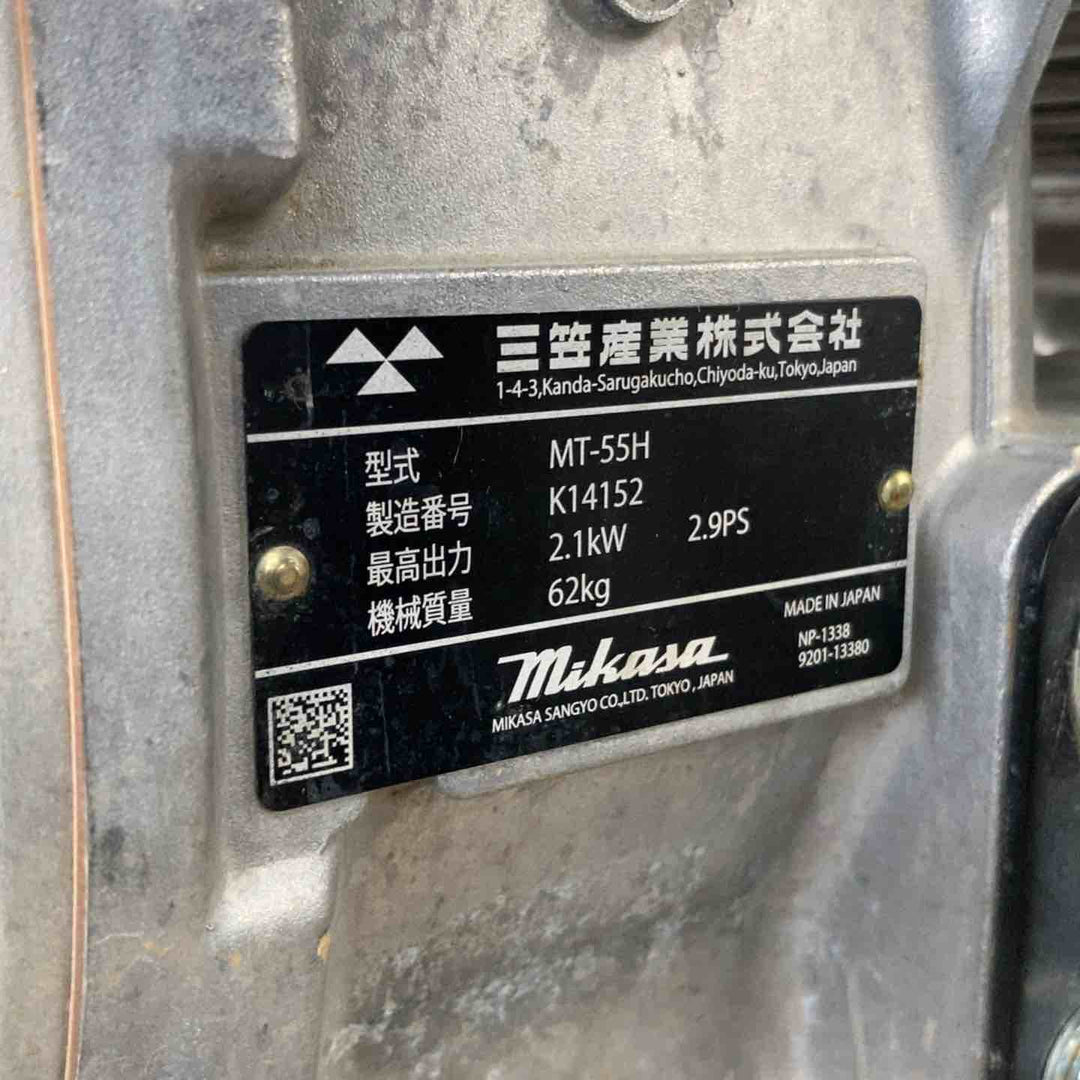 三笠産業株式会社
1-4-3,Kanda-Sarugakucho,Chiyoda-ku,Tokyo,Japan
型式 MT-55H
製造番号 K14152
最高出力 2.1kW 2.9PS
機械質量 62kg
Mikasa
MIKASA SANGYO CO.,LTD. TOKYO, JAPAN
MADE IN JAPAN
NP-1338
9201-13380